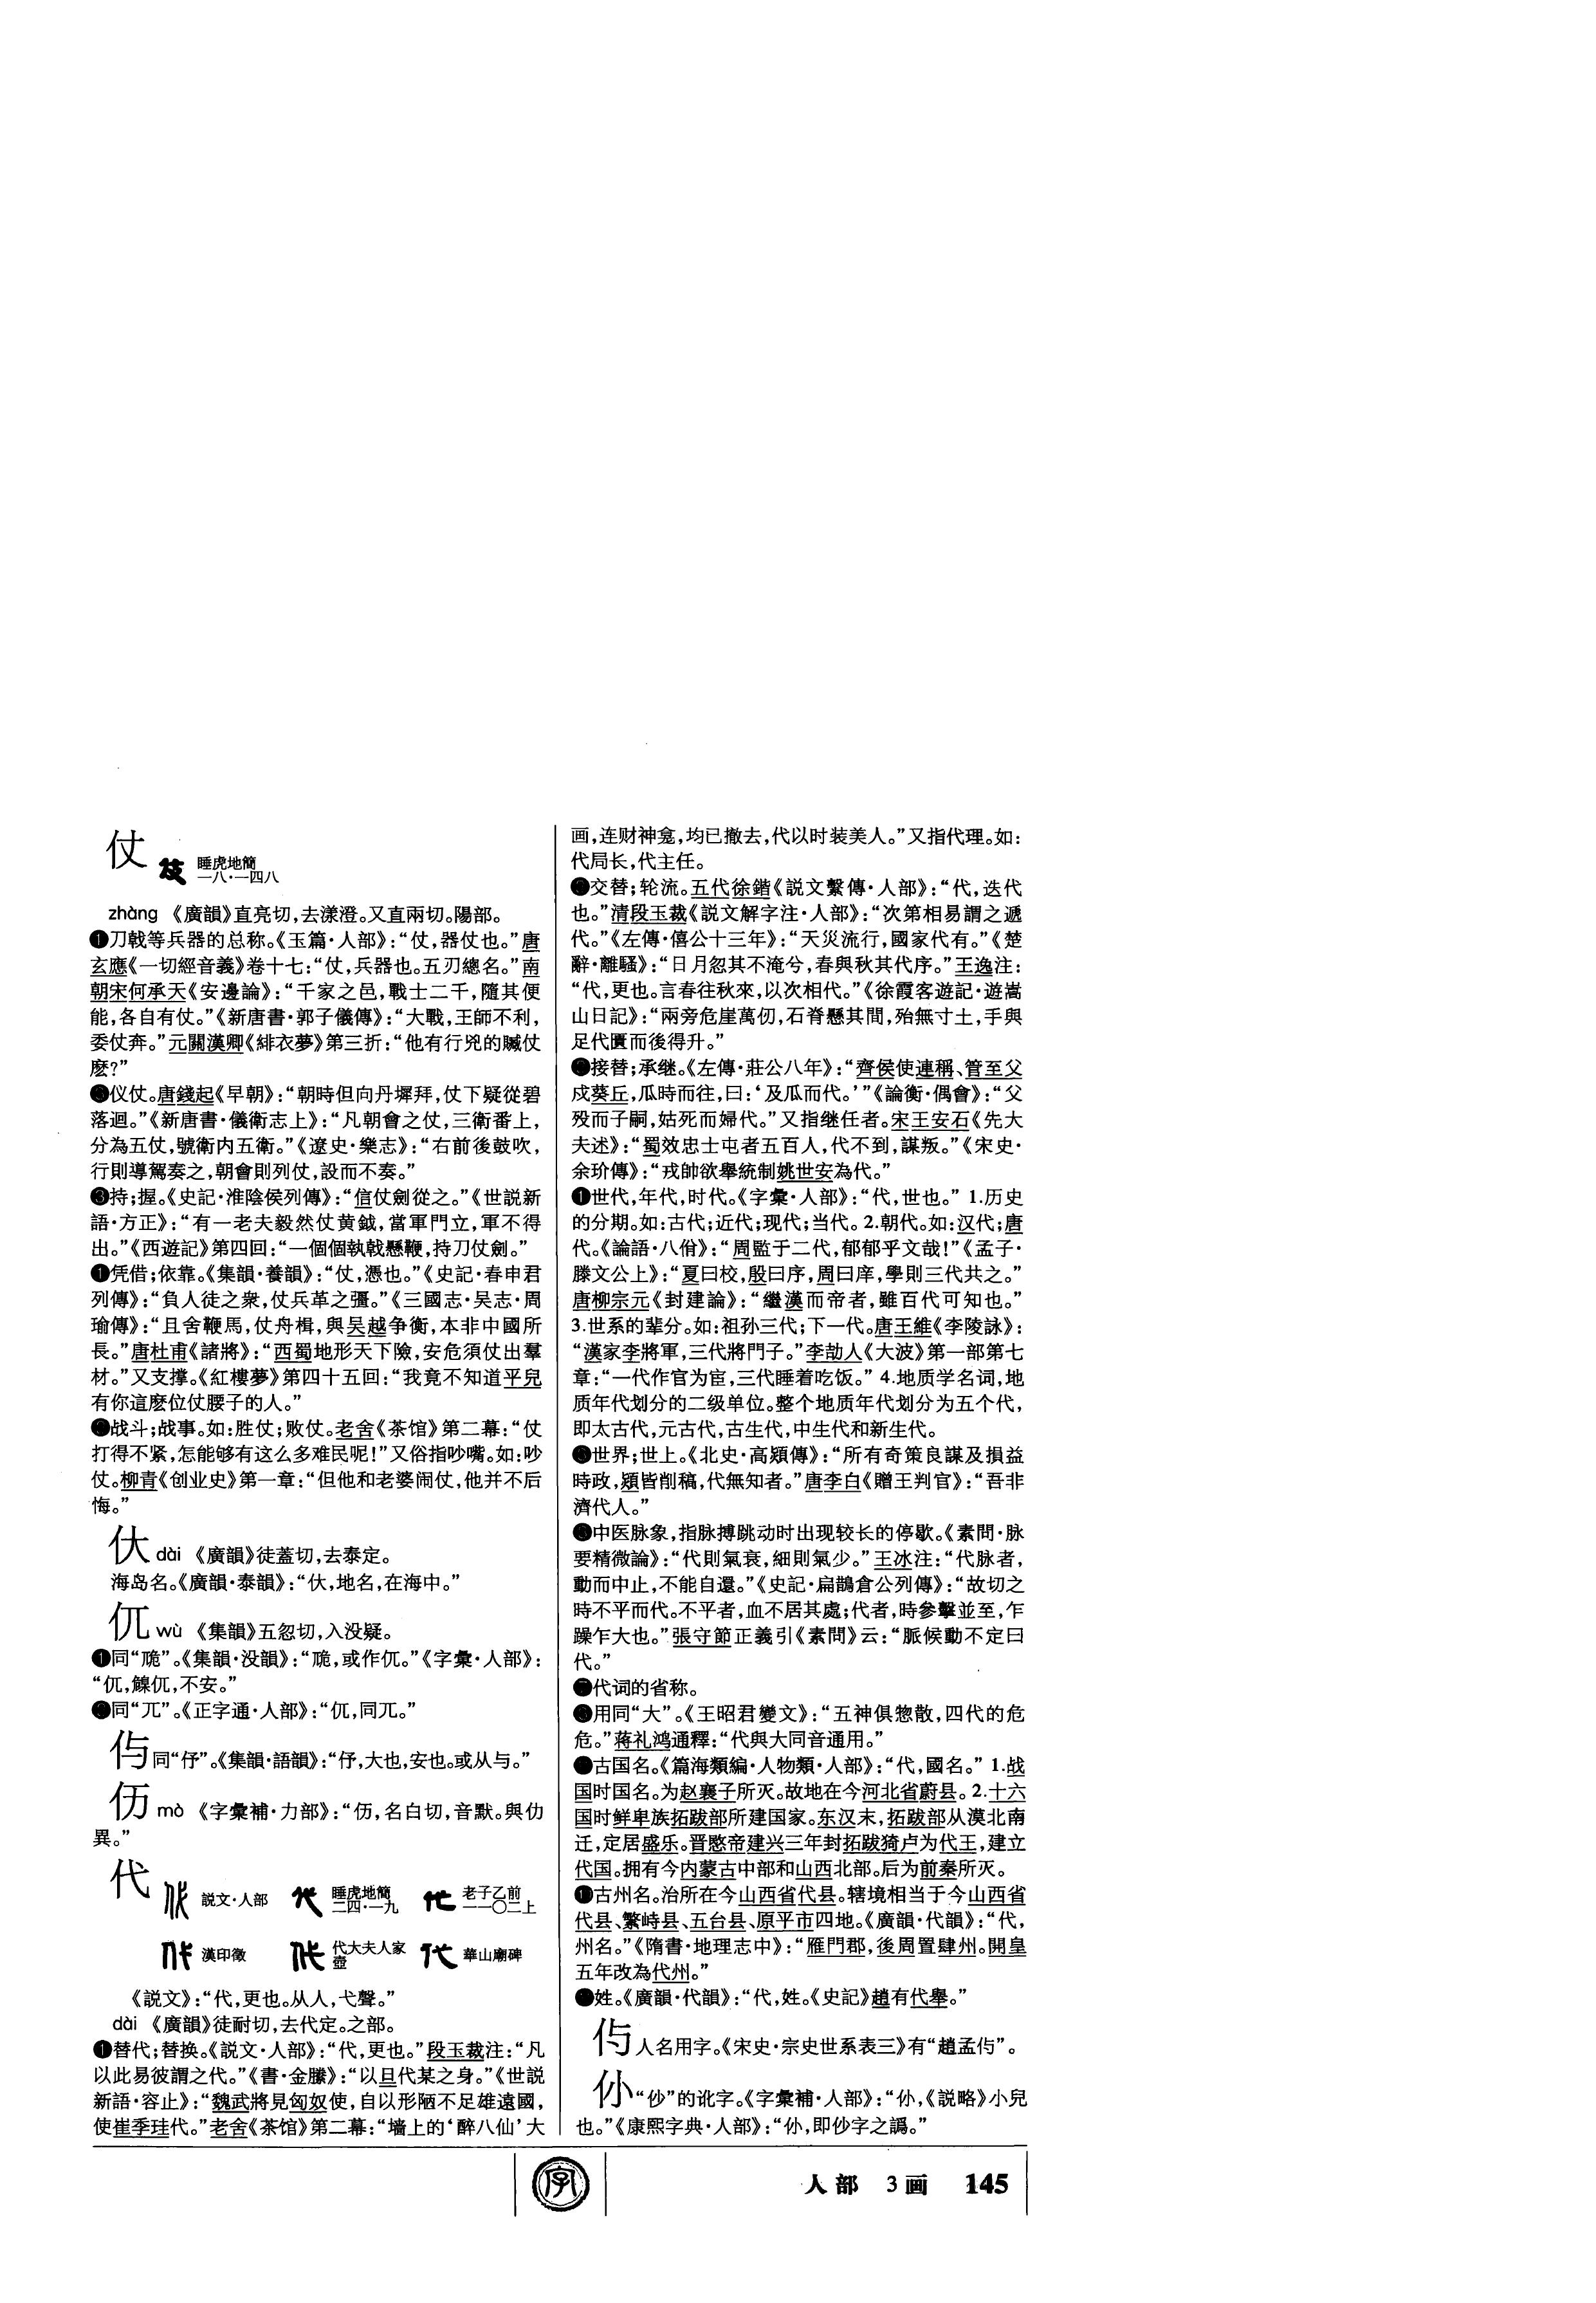 仗
睡虎地簡
一八·一四八
zhàng 《廣韻》直亮切,去漾澄。又直兩切。陽部。
❶刀戟等兵器的总称。《玉篇·人部》:“仗,器仗也。”唐
玄應《一切經音義》卷十七:“仗,兵器也。五刃總名。”南
朝宋何承天《安邊論》:“千家之邑,戰士二千,隨其便
能,各自有仗。”《新唐書·郭子儀傳》:“大戰,王師不利,
委仗奔。”元關漢卿《緋衣夢》第三折:“他有行兇的贓仗
麽?”
仪仗。唐錢起《早朝》:“朝時但向丹墀拜,仗下疑從碧
落迴。”《新唐書·儀衛志上》:“凡朝會之仗,三衛番上,
分為五仗,號衛内五衛。”《遼史·樂志》:“右前後鼓吹,
行則導駕奏之,朝會則列仗,設而不奏。”
❸持;握。《史記·淮陰侯列傳》:“信仗劍從之。”《世説新
語·方正》:“有一老夫毅然仗黄鉞,當軍門立,軍不得
出。”《西遊記》第四回:“一個個執戟懸鞭,持刀仗劍。”
凭借;依靠。《集韻·養韻》:“仗,憑也。”《史記·春申君
列傳》:“負人徒之衆,仗兵革之彊。”《三國志·吴志·周
瑜傳》:“且舍鞭馬,仗舟楫,與吴越争衡,本非中國所
長。”唐杜甫《諸將》:“西蜀地形天下險,安危須仗出羣
材。”又支撑。《紅樓夢》第四十五回:“我竟不知道平兒
有你這麽位仗腰子的人。”
战斗;战事。如:胜仗;败仗。老舍《茶馆》第二幕:“仗
打得不紧,怎能够有这么多难民呢!”又俗指吵嘴。如:吵
仗。柳青《创业史》第一章:“但他和老婆闹仗,他并不后
悔。”
伏 dài 《廣韻》徒蓋切,去泰定。
海岛名。《廣韻·泰韻》:“㐲,地名,在海中。”
仉 wù 《集韻》五忽切,入没疑。
❶同“卼”。《集韻·没韻》:“卼,或作㐳。”《字彙·人部》:
“㐳,㒊㐳,不安。”
同“兀”。《正字通·人部》:“㐳,同兀。”
伃同“伃”。《集韻·語韻》:“伃,大也,安也。或从与。”
㐻 mò 《字彙補·力部》:“㐻,名白切,音默。與仂
異。”
代
説文·人部
睡虎地簡
二四·一九
老子乙前
一一〇二上
漢印徵
代大夫人家
壺
華山廟碑
《説文》:“代,更也。从人,弋聲。”
dài 《廣韻》徒耐切,去代定。之部。
❶替代;替换。《説文·人部》:“代,更也。”段玉裁注:“凡
以此易彼謂之代。”《書·金縢》:“以旦代某之身。”《世説
新語·容止》:“魏武將見匈奴使,自以形陋不足雄遠國,
使崔季珪代。”老舍《茶馆》第二幕:“墙上的‘醉八仙’大
画,连财神龛,均已撤去,代以时装美人。”又指代理。如:
代局长,代主任。
交替;轮流。五代徐鍇《説文繫傳·人部》:“代,迭代
也。”清段玉裁《説文解字注·人部》:“次第相易謂之遞
代。”《左傳·僖公十三年》:“天災流行,國家代有。”《楚
辭·離騷》:“日月忽其不淹兮,春與秋其代序。”王逸注:
“代,更也。言春往秋來,以次相代。”《徐霞客遊記·遊嵩
山日記》:“兩旁危崖萬仞,石脊懸其間,殆無寸土,手與
足代匱而後得升。”
接替;承继。《左傳·莊公八年》:“齊侯使連稱、管至父
戍葵丘,瓜時而往,曰:‘及瓜而代。’”《論衡·偶會》:“父
殁而子嗣,姑死而婦代。”又指继任者。宋王安石《先大
夫述》:“蜀效忠士屯者五百人,代不到,謀叛。”《宋史·
余玠傳》:“戎帥欲舉統制姚世安為代。”
世代,年代,时代。《字彙·人部》:“代,世也。” 1.历史
的分期。如:古代;近代;现代;当代。2.朝代。如:汉代;唐
代。《論語·八佾》:“周監于二代,郁郁乎文哉!”《孟子·
滕文公上》:“夏曰校,殷曰序,周曰庠,學則三代共之。”
唐柳宗元《封建論》:“繼漢而帝者,雖百代可知也。”
3.世系的辈分。如:祖孙三代;下一代。唐王維《李陵詠》:
“漢家李將軍,三代將門子。”李劼人《大波》第一部第七
章:“一代作官为宦,三代睡着吃饭。” 4.地质学名词,地
质年代划分的二级单位。整个地质年代划分为五个代,
即太古代,元古代,古生代,中生代和新生代。
世界;世上。《北史·高熲傳》:“所有奇策良謀及損益
時政,熲皆削稿,代無知者。”唐李白《贈王判官》:“吾非
濟代人。”
中医脉象,指脉搏跳动时出现较长的停歇。《素問·脉
要精微論》:“代則氣衰,細則氣少。”王冰注:“代脉者,
動而中止,不能自還。”《史記·扁鵲倉公列傳》:“故切之
時不平而代。不平者,血不居其處;代者,時參擊並至,乍
躁乍大也。”張守節正義引《素問》云:“脈候動不定曰
代。”
代词的省称。
用同“大”。《王昭君變文》:“五神俱惣散,四代的危
危。”蒋礼鸿通釋:“代與大同音通用。”
古国名。《篇海類編·人物類·人部》:“代,國名。” 1.战
国时国名。为赵襄子所灭。故地在今河北省蔚县。2.十六
国时鲜卑族拓跋部所建国家。东汉末,拓跋部从漠北南
迁,定居盛乐。晋愍帝建兴三年封拓跋猗卢为代王,建立
代国。拥有今内蒙古中部和山西北部。后为前秦所灭。
古州名。治所在今山西省代县。辖境相当于今山西省
代县、繁峙县、五台县、原平市四地。《廣韻·代韻》:“代,
州名。”《隋書·地理志中》:“雁門郡,後周置肆州。開皇
五年改為代州。”
姓。《廣韻·代韻》:“代,姓。《史記》趙有代舉。”
人名用字。《宋史·宗史世系表三》有“趙孟”。
“仯”的讹字。《字彙補·人部》:“㐰,《説略》小兒
也。”《康熙字典·人部》:“,即仯字之譌。”
人部 3画 145